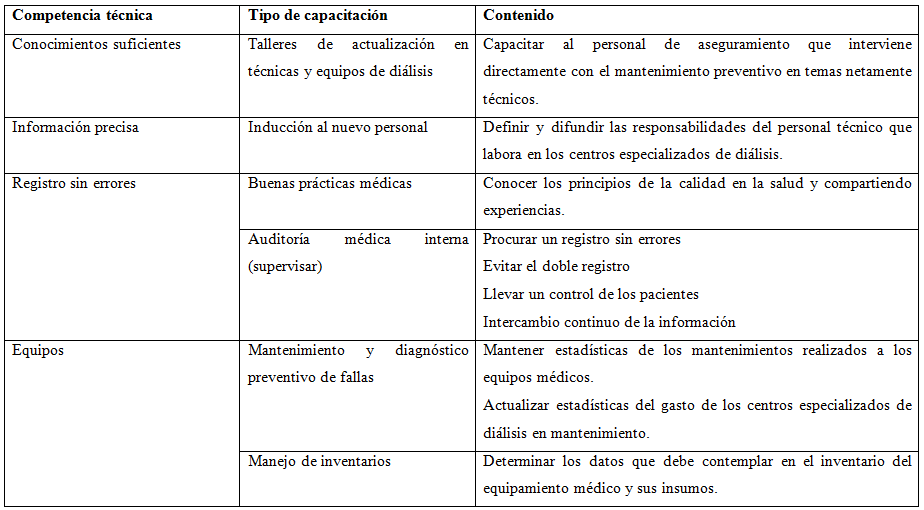 Competencia técnica
Tipo de capacitación
Contenido
Conocimientos suficientes
Talleres de actualización en
técnicas y equipos de diálisis
Capacitar al personal de aseguramiento que interviene
directamente con el mantenimiento preventivo en temas netamente
técnicos.
Información precisa
Inducción al nuevo personal
Definir y difundir las responsabilidades del personal técnico que
labora en los centros especializados de diálisis.
Registro sin errores
Buenas prácticas médicas
Conocer los principios de la calidad en la salud y compartiendo
experiencias.
Auditoría médica interna
(supervisar)
Procurar un registro sin errores
Evitar el doble registro
Llevar un control de los pacientes
Intercambio continuo de la información
Equipos
Mantenimiento y diagnóstico
preventivo de fallas
Mantener estadísticas de los mantenimientos realizados a los
equipos médicos.
Actualizar estadísticas del gasto de los centros especializados de
diálisis en mantenimiento.
Manejo de inventarios
Determinar los datos que debe contemplar en el inventario del
equipamiento médico y sus insumos.